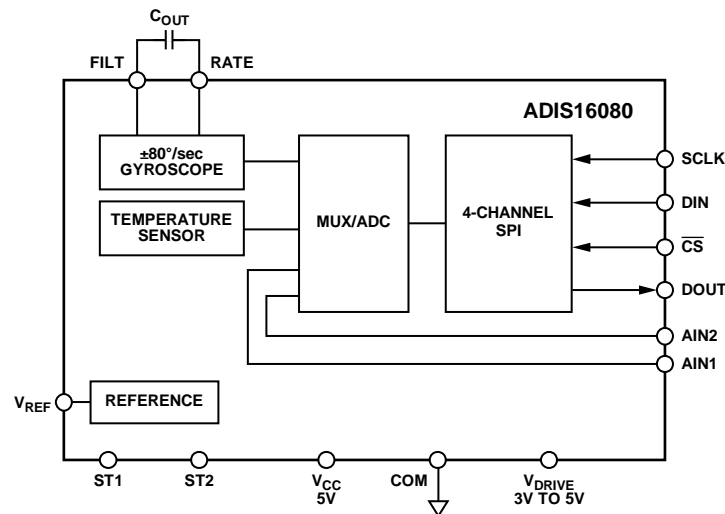 COUT
FILT RATE
ADIS16080
±80°/sec
GYROSCOPE
TEMPERATURE
SENSOR
MUX/ADC
4-CHANNEL
SPI
SCLK
DIN
CS
DOUT
AIN2
AIN1
VREF
REFERENCE
ST1 ST2 VCC COM VDRIVE
5V 3V TO 5V